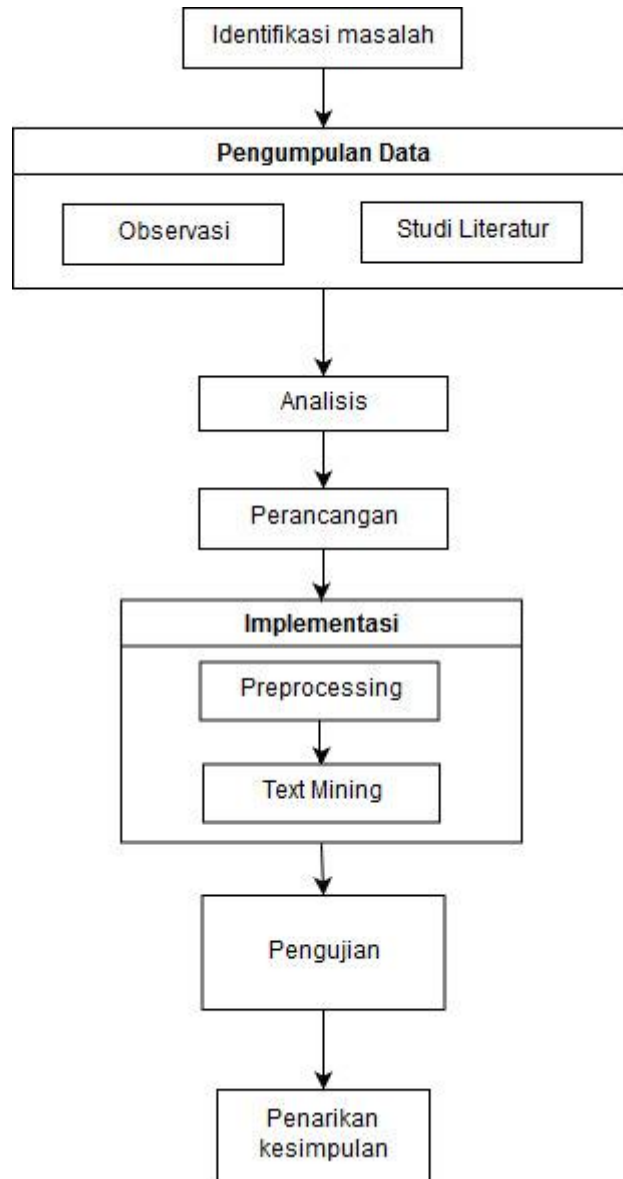 Identifikasi masalah
Pengumpulan Data
Observasi
Studi Literatur
Analisis
Perancangan
Implementasi
Preprocessing
Text Mining
Pengujian
Penarikan
kesimpulan